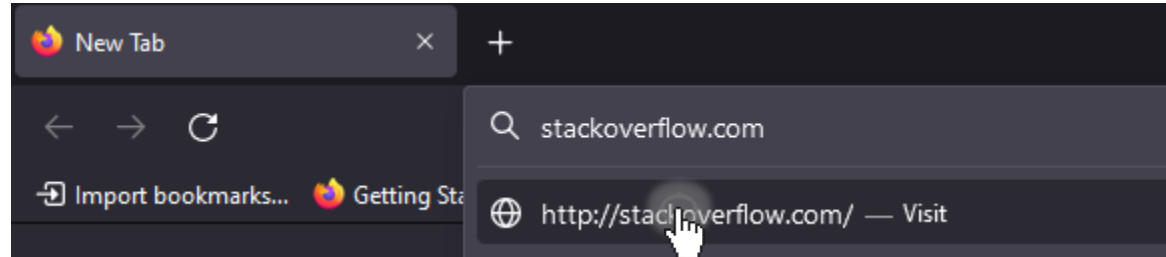 New Tab
stackoverflow.com
Import bookmarks... Getting Sta
http://stackoverflow.com/ — Visit